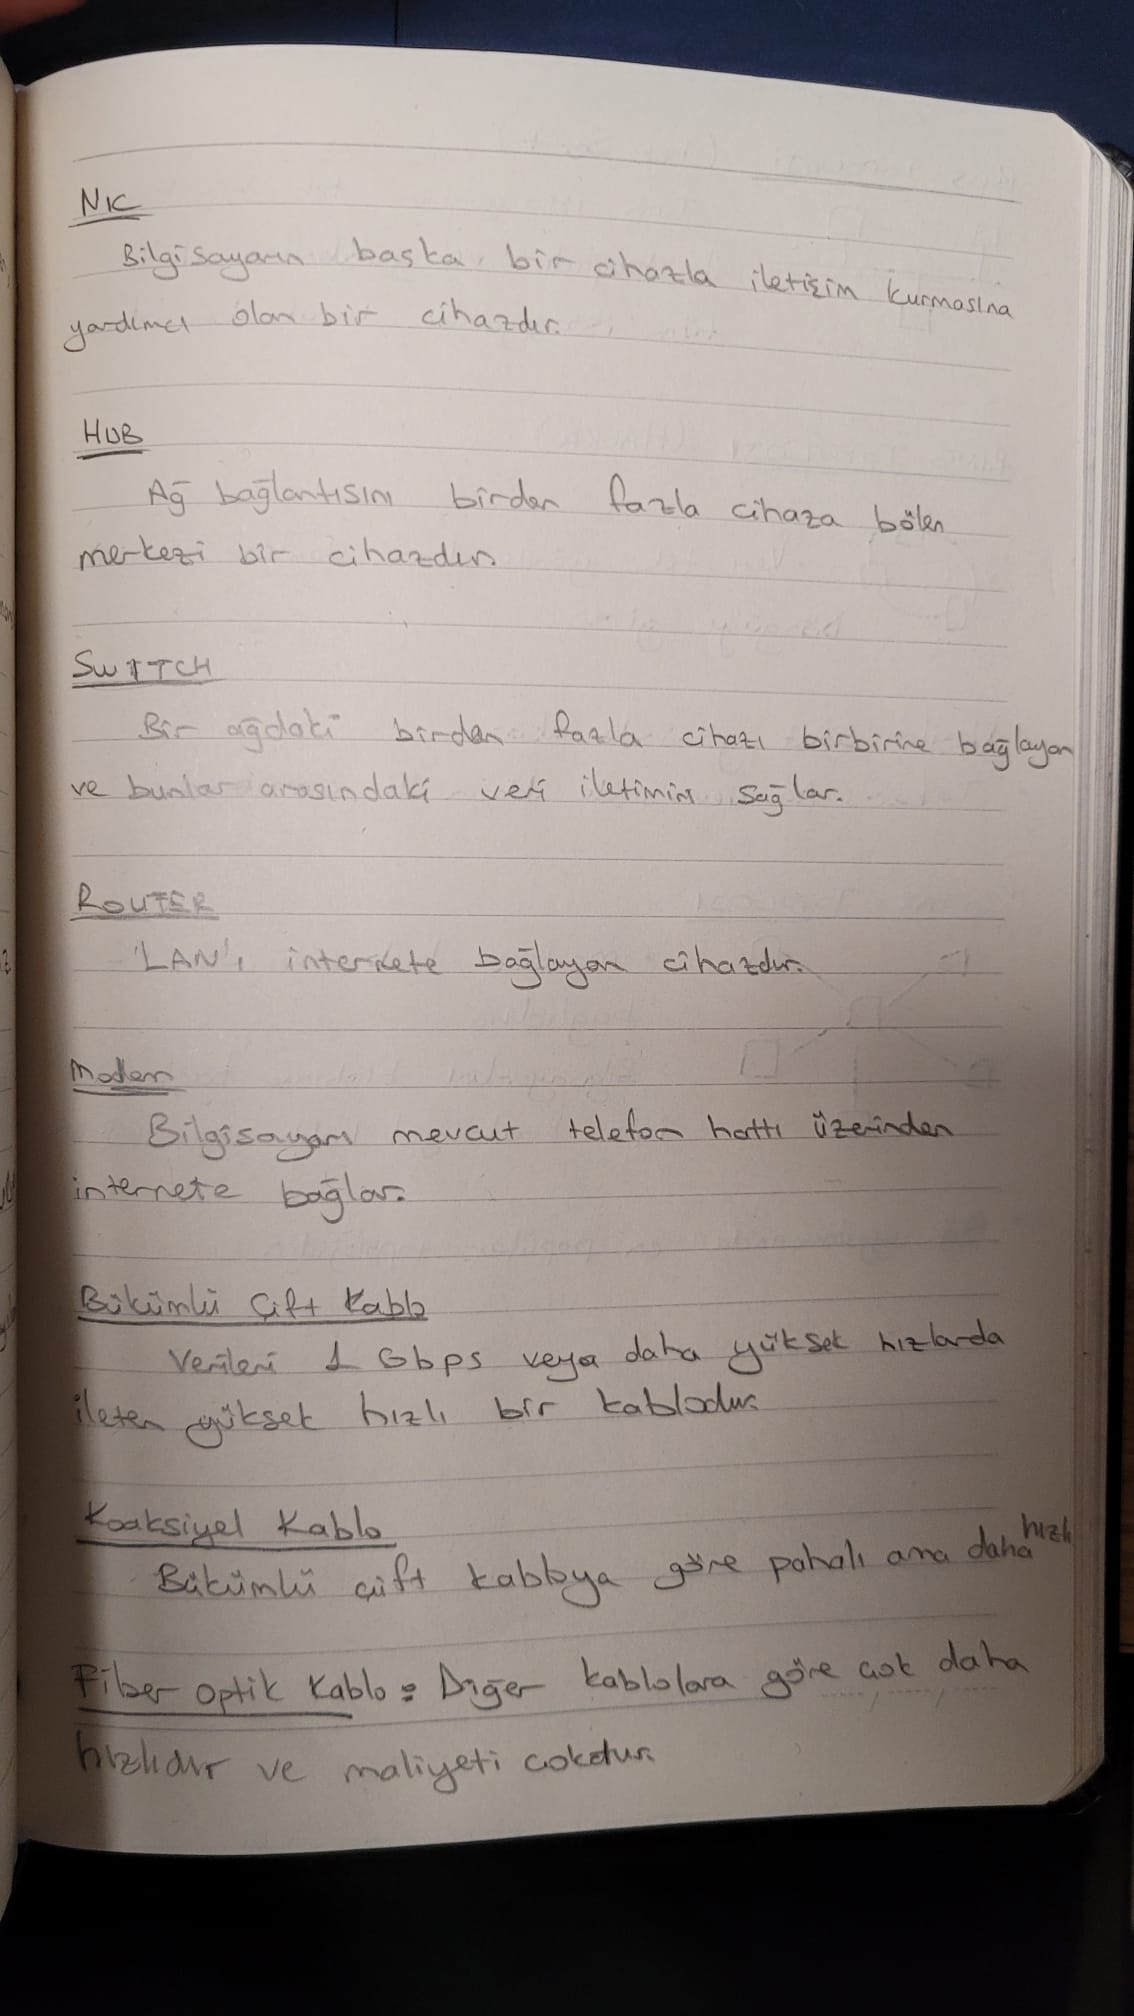 NIC
Bilgisayarın başka bir cihazla iletişim kurmasına
yardımcı olan bir cihazdır.
HUB
Ağ bağlantısını birden fazla cihaza bölen
merkezi bir cihazdır.
SWITCH
Bir ağdaki birden fazla cihazı birbirine bağlayan
ve bunlar arasındaki veri iletimini sağlar.
ROUTER
'LAN'ı internete bağlayan cihazdır.
Modem
Bilgisayarı mevcut telefon hattı üzerinden
internete bağlar.
Bükümlü Çift Kablo
Verileri 1 Gbps veya daha yüksek hızlarda
ileten yüksek hızlı bir kablodur.
Koaksiyel Kablo
Bükümlü çift kabloya göre pahalı ama daha hızlı
Fiber optik Kablo: Diğer kablolara göre çok daha
hızlıdır ve maliyeti çoktur.